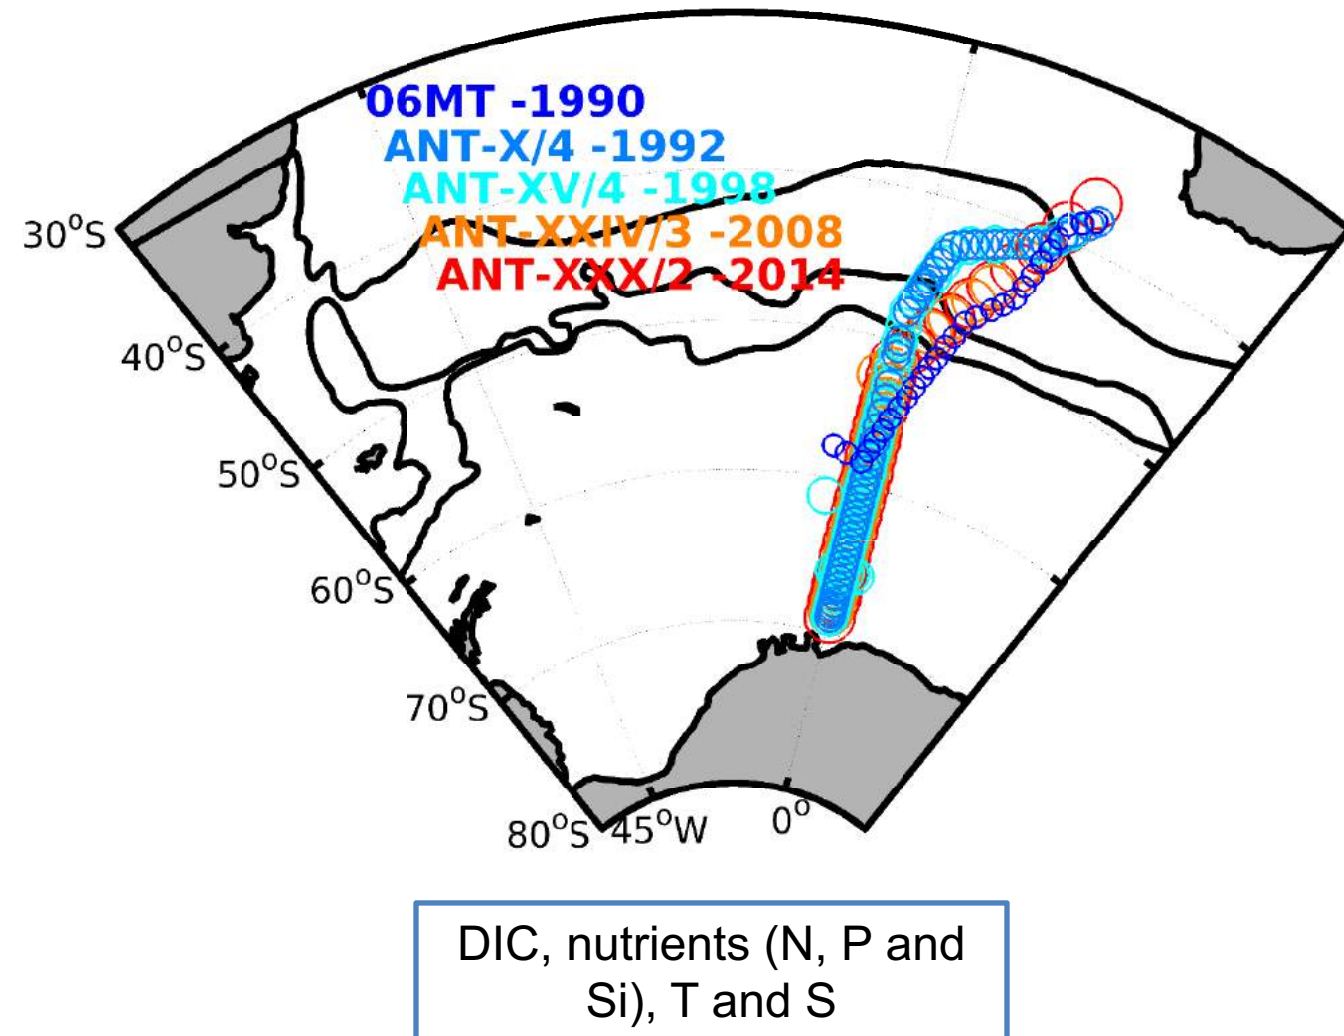 06MT -1990
ANT-X/4 -1992
ANT-XV/4 -1998
ANT-XXIV/3 -2008
ANT-XXX/2 -2014
30°S
40°S
50°S
60°S
70°S
80°S
45°W
0°
DIC, nutrients (N, P and
Si), T and S